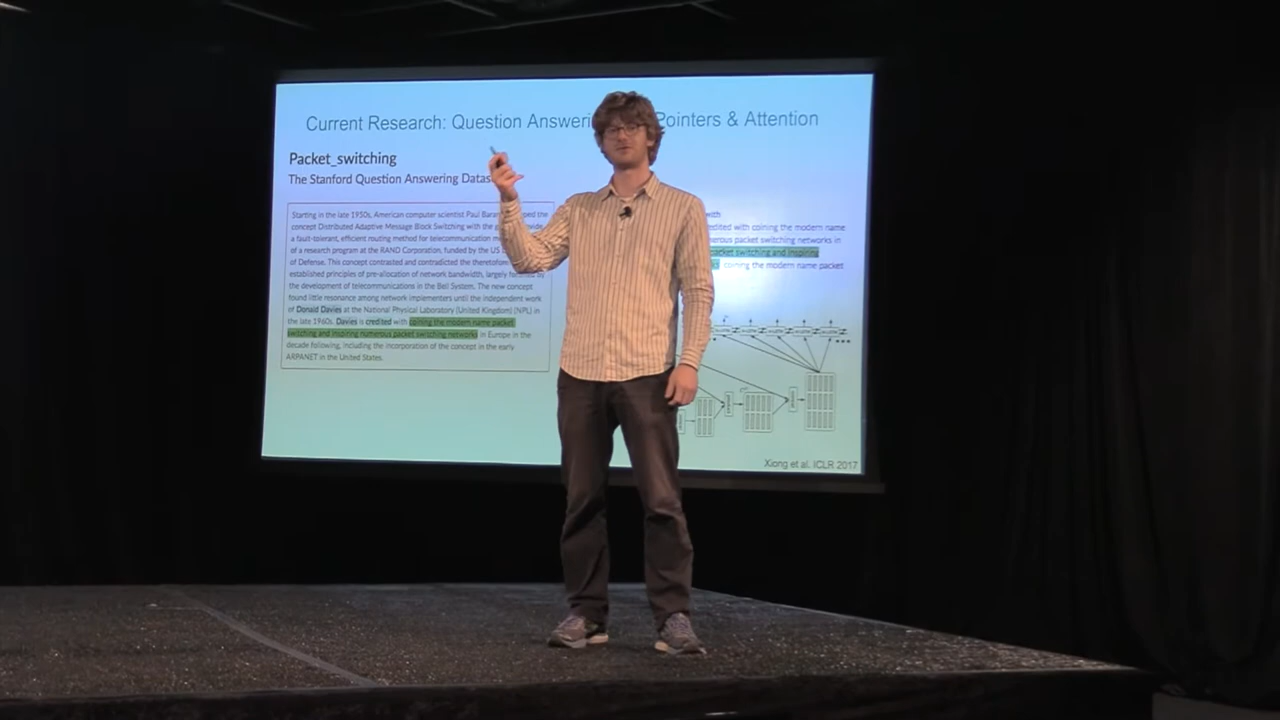 Current Research: Question Answeri Pointers & Attention
Packet_switching
The Stanford Question Answering Datas
Starting in the late 1950s, American computer scientist Paul Baran ped the
concept Distributed Adaptive Message Block Switching with the g vide
a fault-tolerant, efficient routing method for telecommunication m
of a research program at the RAND Corporation, funded by the US
of Defense. This concept contrasted and contradicted the theretofor
established principles of pre-allocation of network bandwidth, largely f by
the development of telecommunications in the Bell System. The new concept
found little resonance among network implementers until the independent work
of Donald Davies at the National Physical Laboratory (United Kingdom) (NPL) in
the late 1960s. Davies is credited with coining the modern name packet
switching and inspiring numerous packet switching networks in Europe in the
decade following, including the incorporation of the concept in the early
ARPANET in the United States.
with
edited with coining the modern name
merous packet switching networks in
packet switching and inspiring
coining the modern name packet
Xiong et al. ICLR 2017